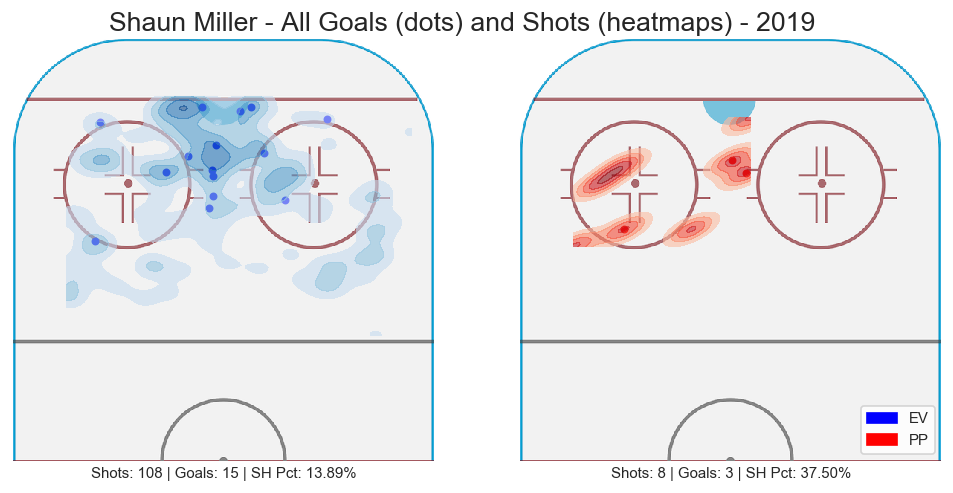 Shaun Miller - All Goals (dots) and Shots (heatmaps) - 2019
EV
PP
Shots: 108 | Goals: 15 | SH Pct: 13.89%
Shots: 8 | Goals: 3 | SH Pct: 37.50%